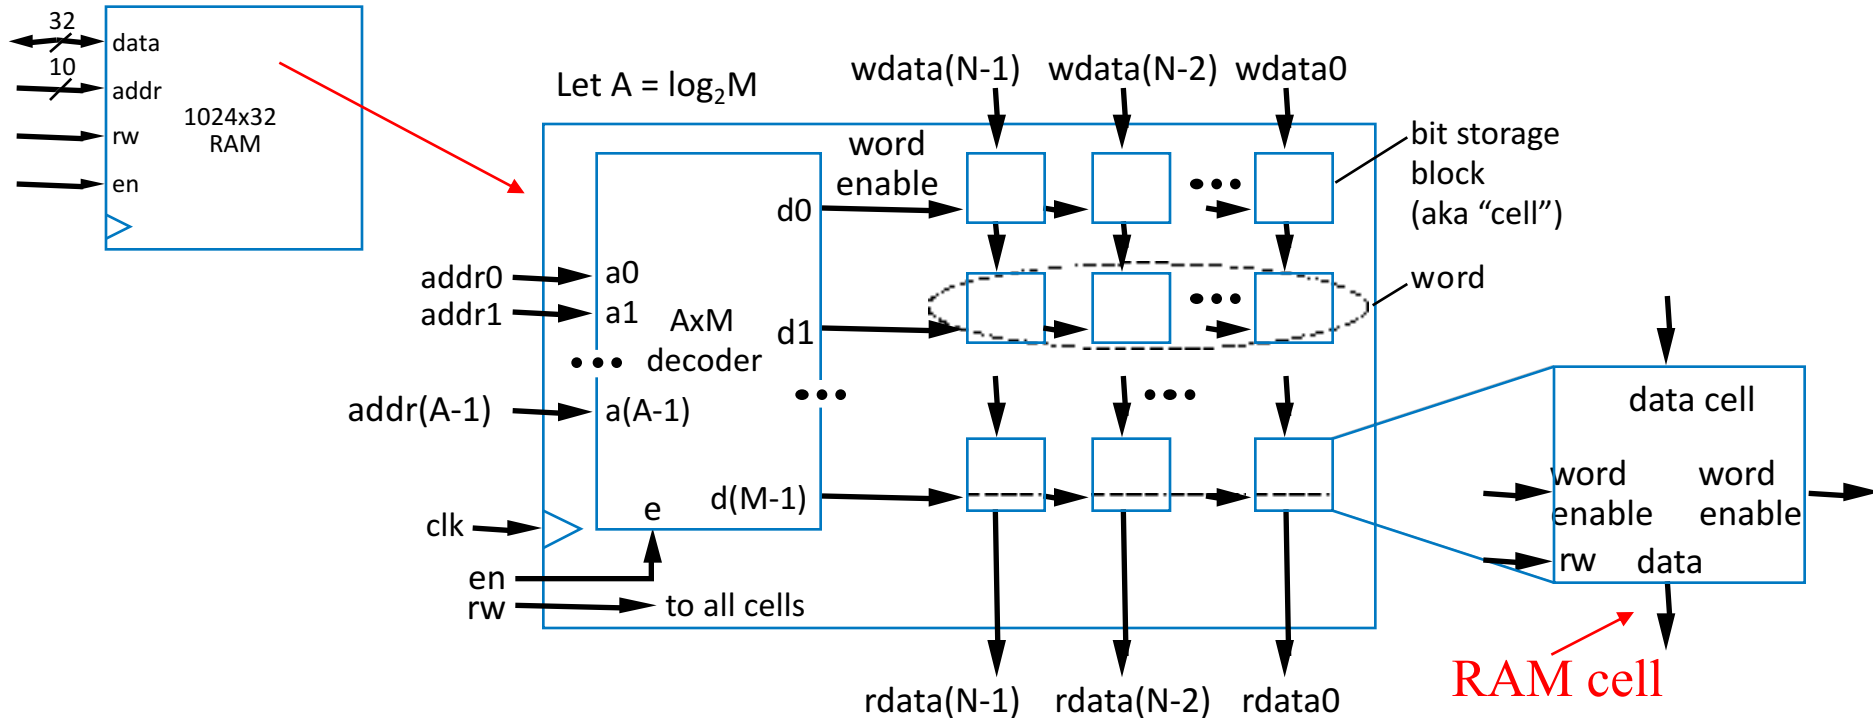 32
data
10
addr
1024x32
RAM
rw
en
Let A = log₂M
wdata(N-1) wdata(N-2) wdata0
word
enable
bit storage
block
(aka “cell”)
d0
addr0
a0
addr1
a1
AxM
decoder
d1
word
addr(A-1)
a(A-1)
d(M-1)
data cell
word
enable
word
enable
clk
e
rw
data
en
rw
to all cells
RAM cell
rdata(N-1) rdata(N-2) rdata0